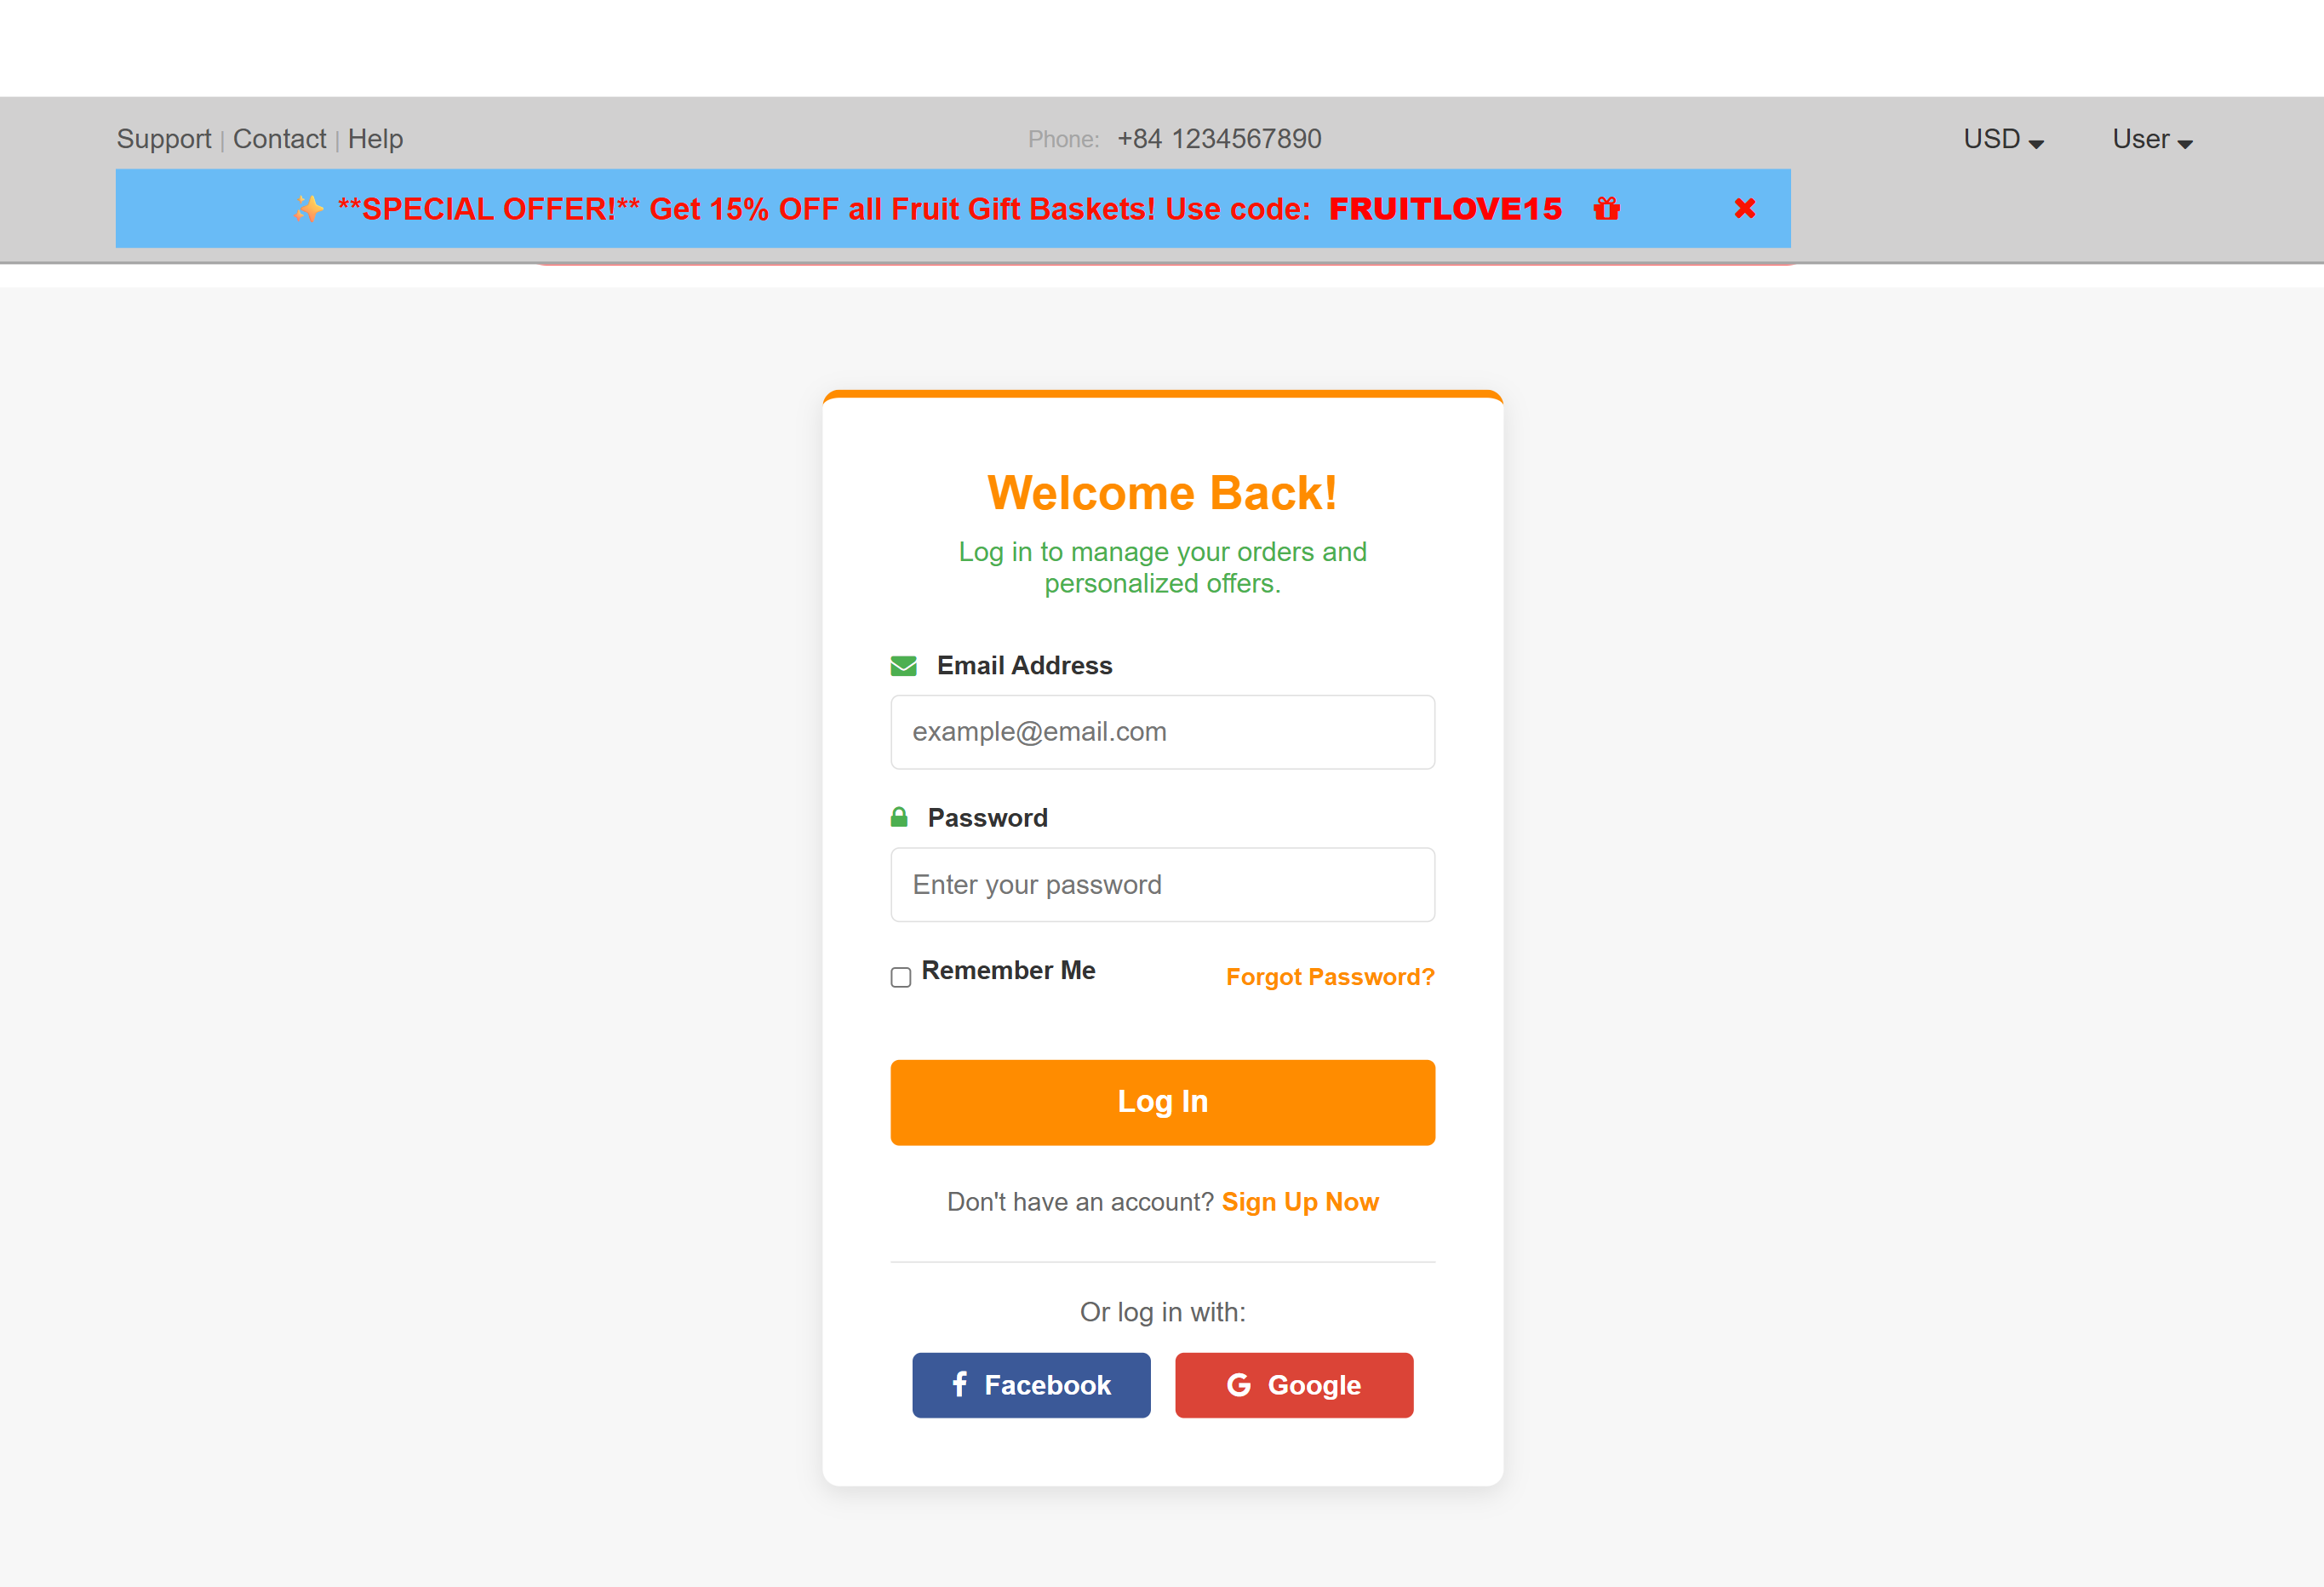 Support | Contact | Help Phone: +84 1234567890 USD User
✨ **SPECIAL OFFER!** Get 15% OFF all Fruit Gift Baskets! Use code: FRUITLOVE15
Welcome Back!
Log in to manage your orders and
personalized offers.
Email Address
example@email.com
Password
Enter your password
Remember Me Forgot Password?
Log In
Don't have an account? Sign Up Now
Or log in with:
Facebook Google